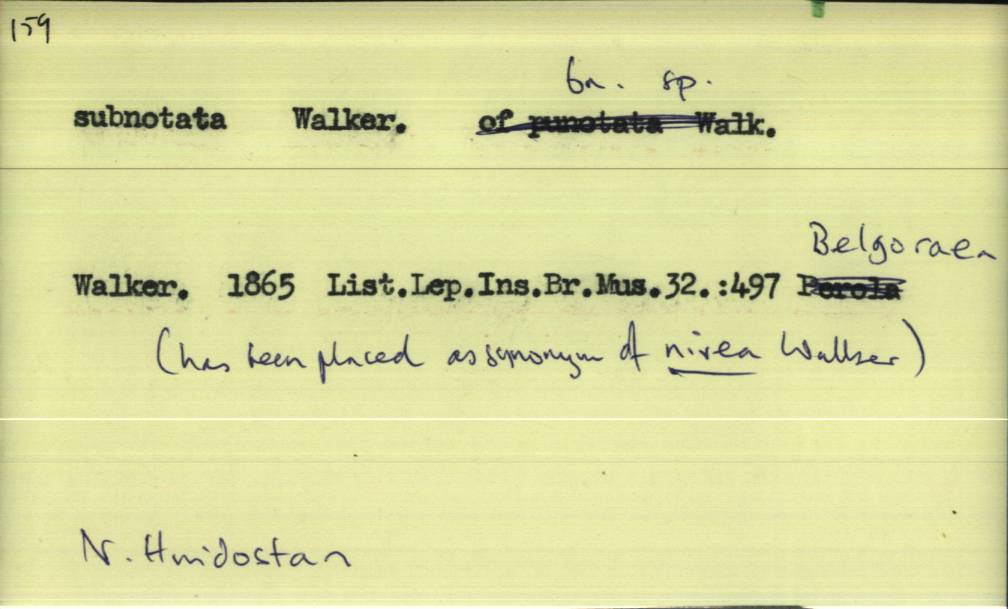 159
bn. sp.
subnotata Walker. of punotata Walk.
Belgoraea
Walker. 1865 List.Lep.Ins.Br.Mus.32.:497 Perola
(has been placed as synonym of nivea Walker)
N. Hindostan